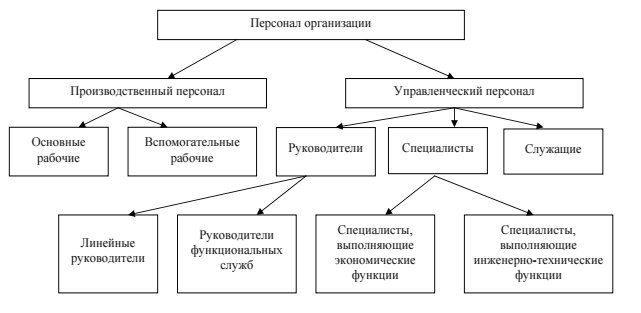 Персонал организации
Производственный персонал
Управленческий персонал
Основные
рабочие
Вспомогательные
рабочие
Руководители
Специалисты
Служащие
Линейные
руководители
Руководители
функциональных
служб
Специалисты,
выполняющие
экономические
функции
Специалисты,
выполняющие
инженерно-технические
функции